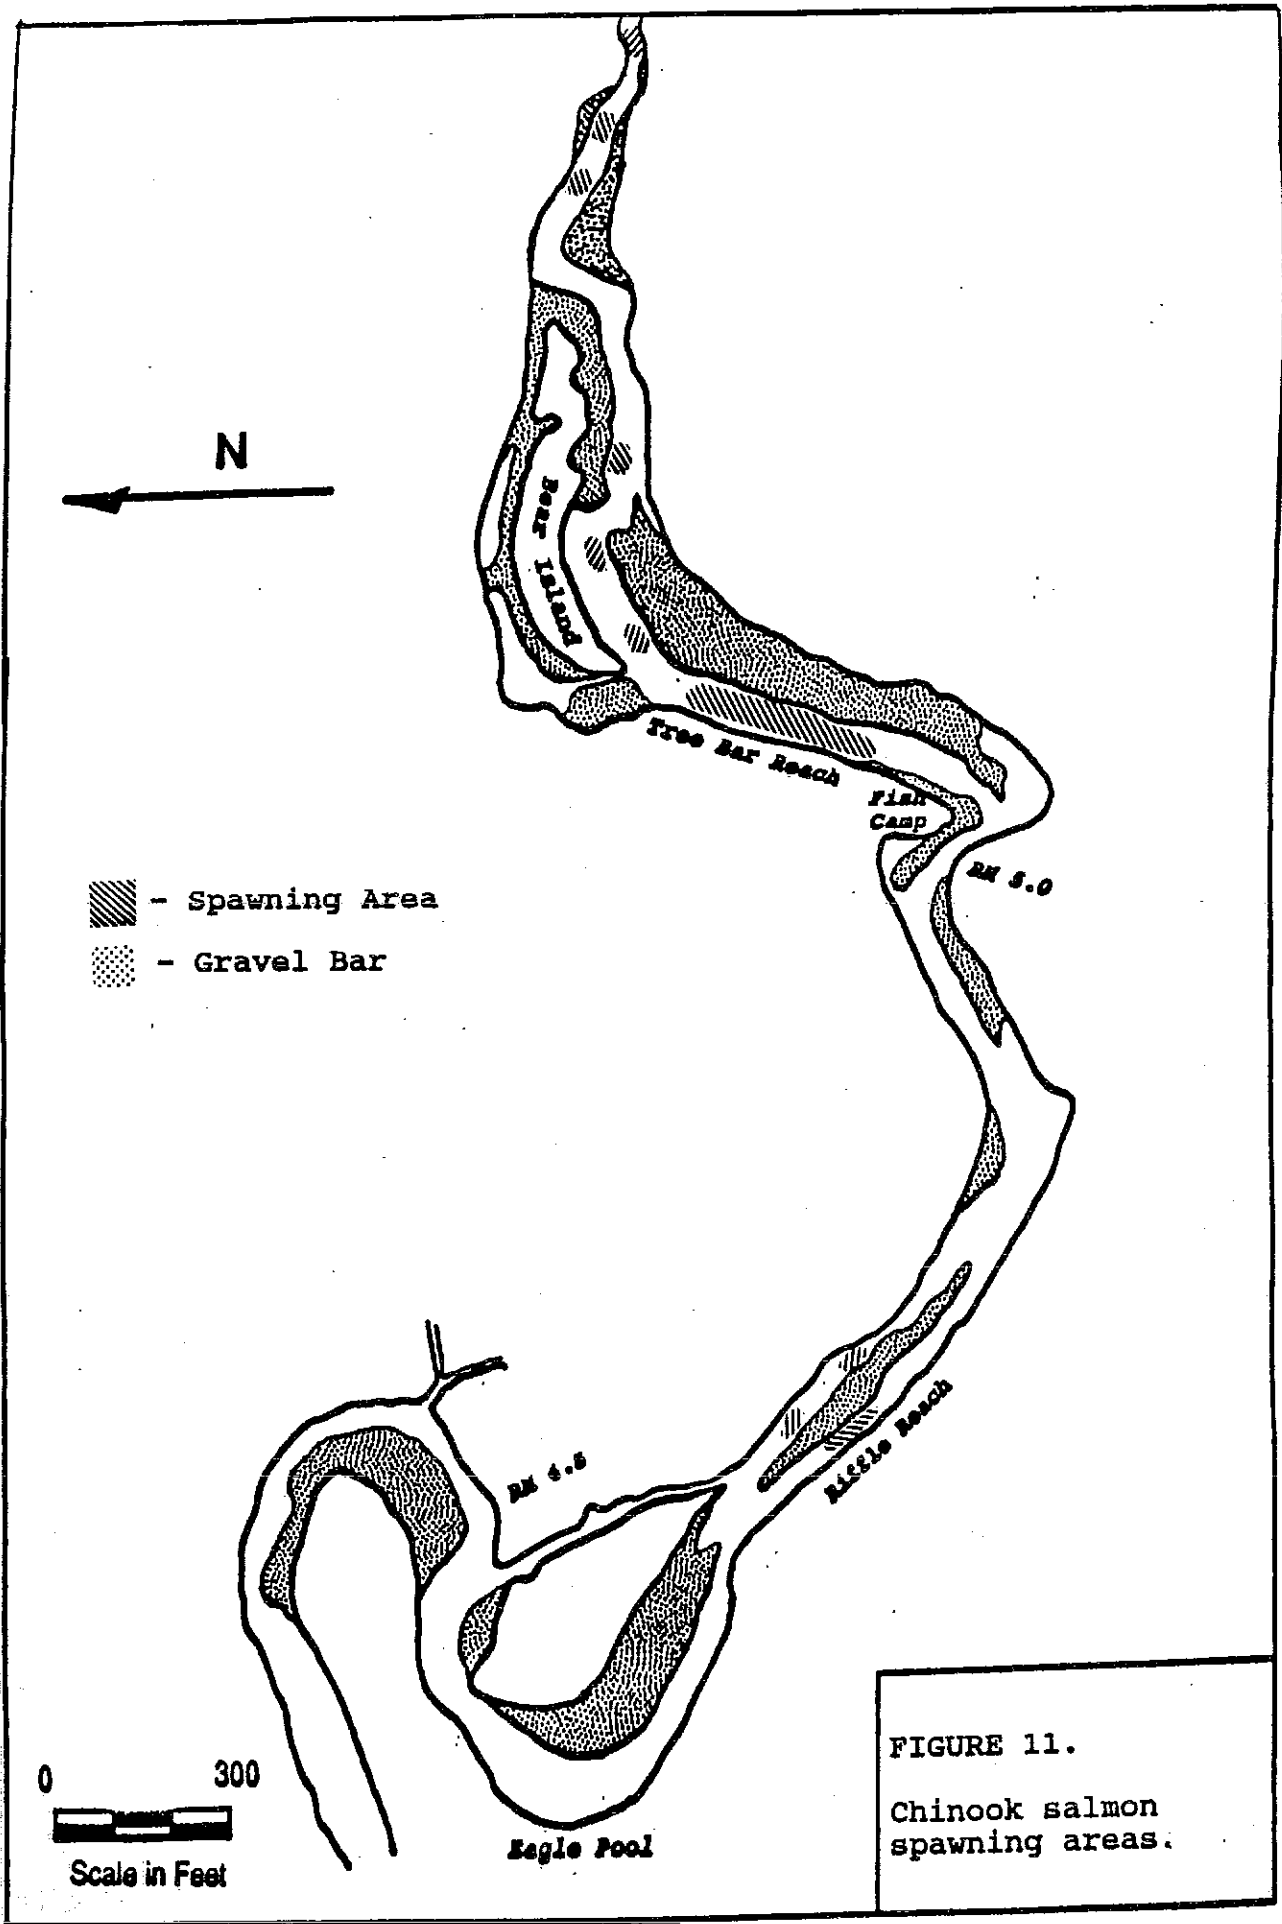 N
Bear Island
Tree Bar Reach
Fish
Camp
RM 5.0
- Spawning Area
- Gravel Bar
RM 4.5
Riffle Reach
0 300
Scale in Feet
Eagle Pool
FIGURE 11.
Chinook salmon
spawning areas.